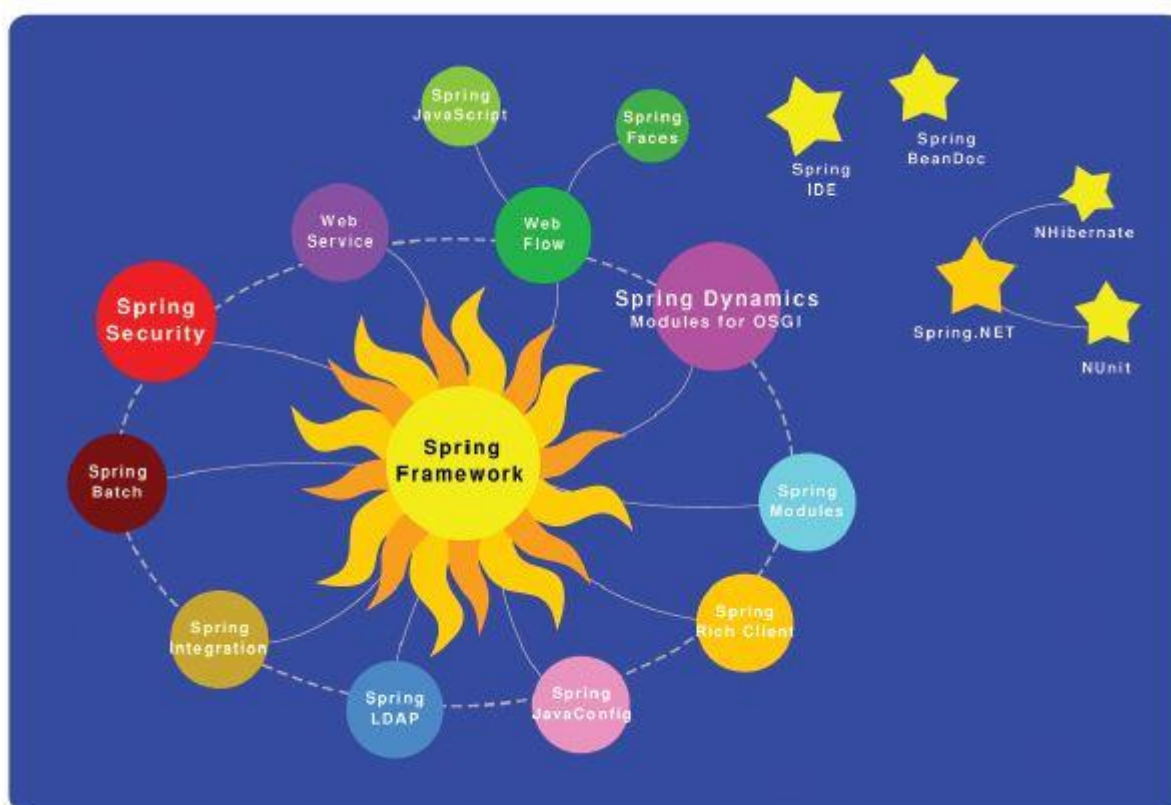 Spring
JavaScript
Spring
Faces
Spring
IDE
Spring
BeanDoc
Web
Service
Web
Flow
NHibernate
Spring
Security
Spring Dynamics
Modules for OSGI
Spring.NET
NUnit
Spring
Framework
Spring
Batch
Spring
Modules
Spring
Rich Client
Spring
Integration
Spring
LDAP
Spring
JavaConfig